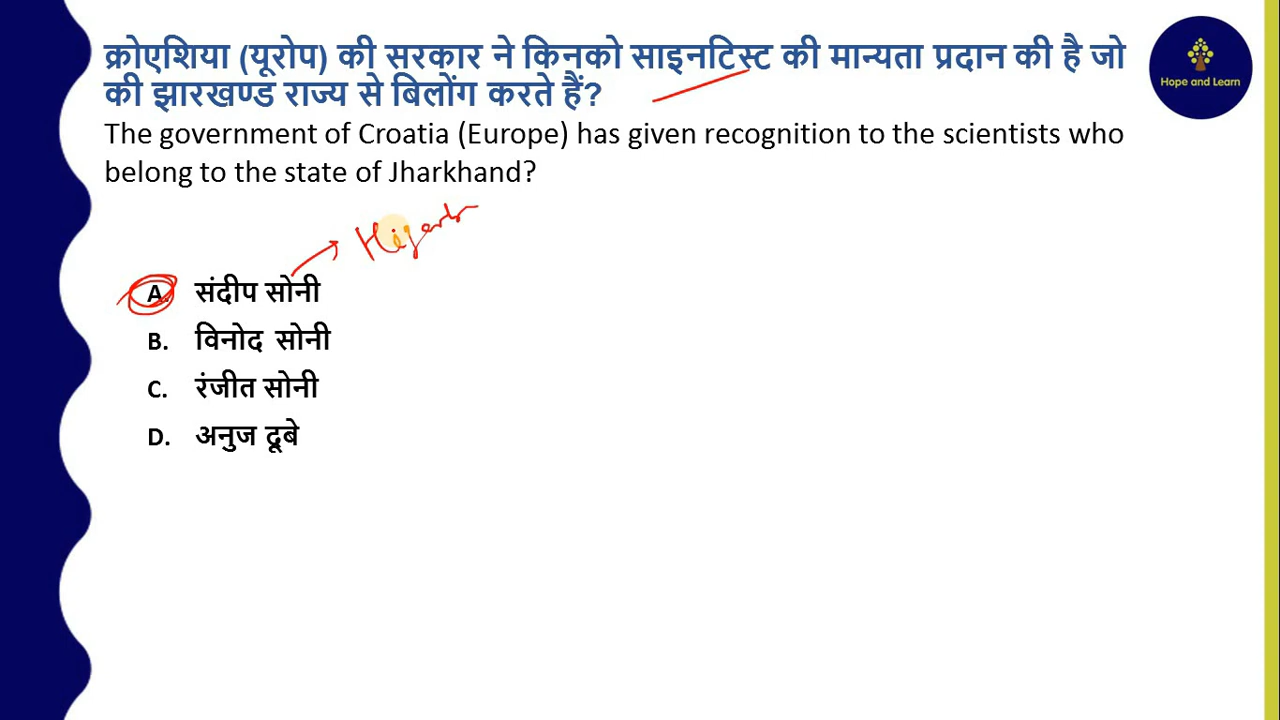 क्रोएशिया (यूरोप) की सरकार ने किनको साइनटिस्ट की मान्यता प्रदान की है जो
की झारखण्ड राज्य से बिलोंग करते हैं?
Hope and Learn
The government of Croatia (Europe) has given recognition to the scientists who
belong to the state of Jharkhand?
A. संदीप सोनी
B. विनोद सोनी
C. रंजीत सोनी
D. अनुज दूबे